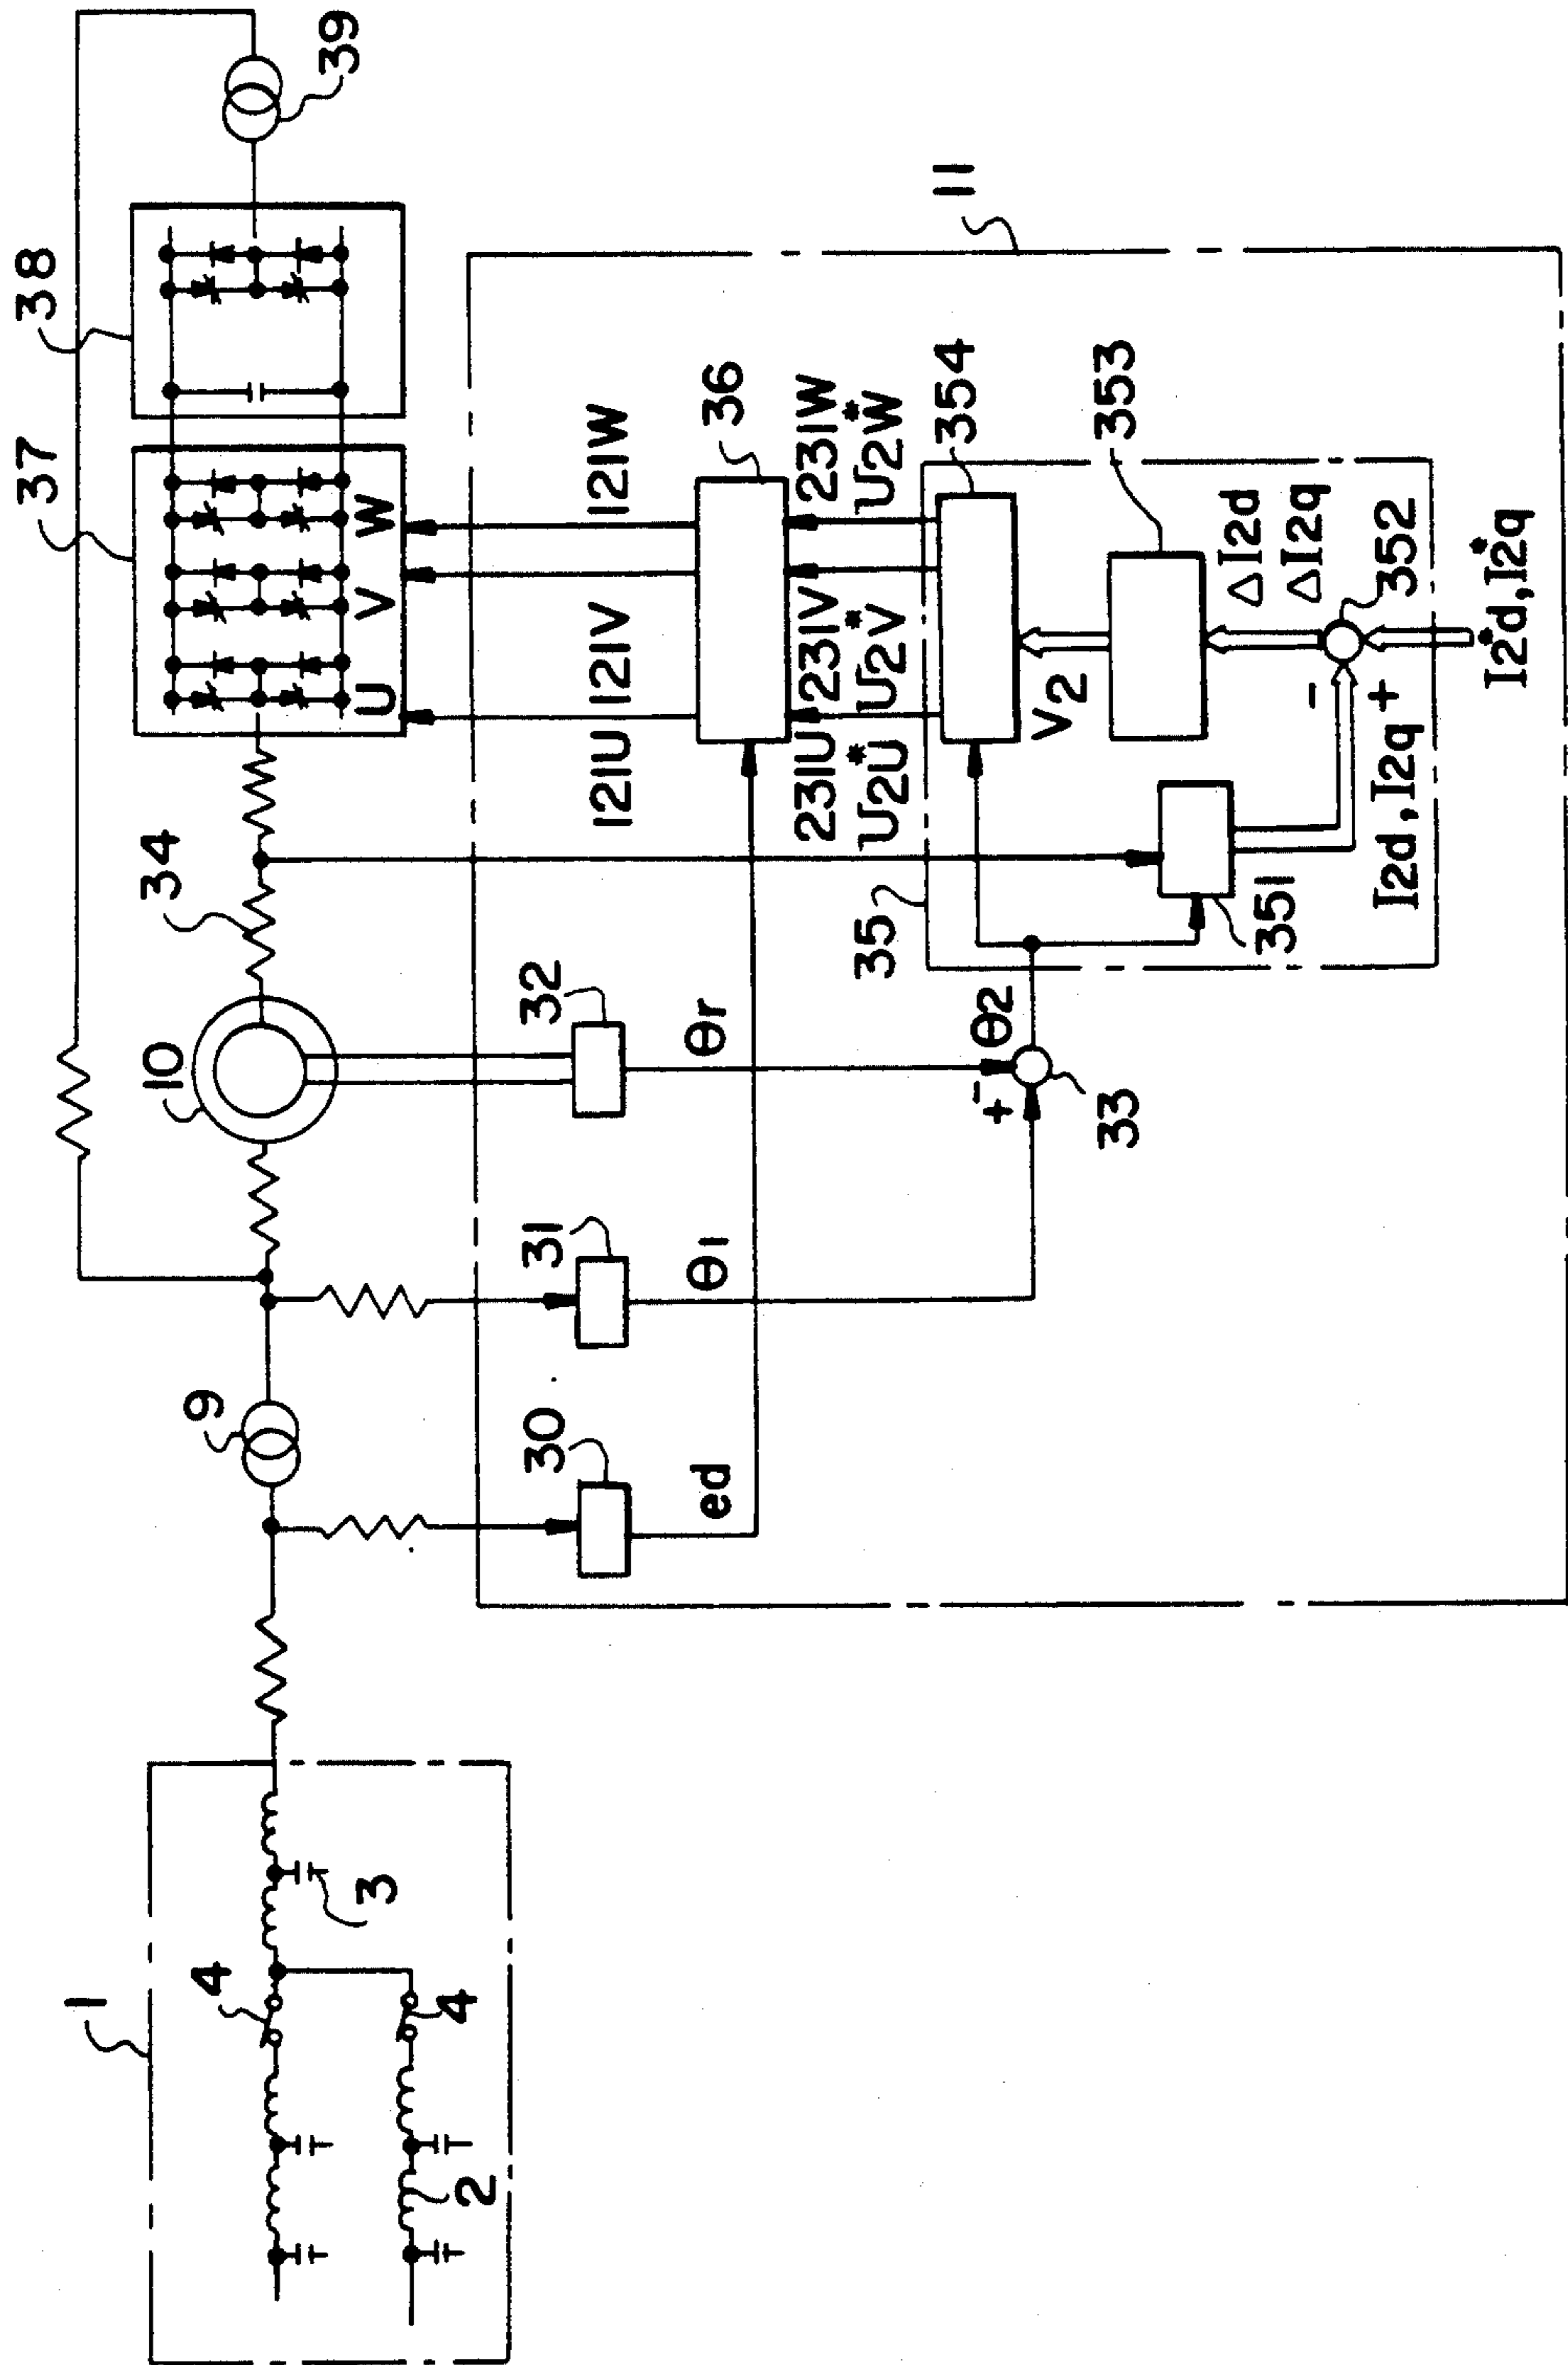 1
4
4
3
2
9
10
34
37
38
39
U
V
W
11
30
31
32
ed
θ1
θr
121U
121V
121W
36
231U
231V
231W
U2U*
U2V*
U2W*
35
354
V2
353
ΔI2d
ΔI2q
θ2
+
-
33
351
-
+
352
I2d,I2q
I2d*,I2q*